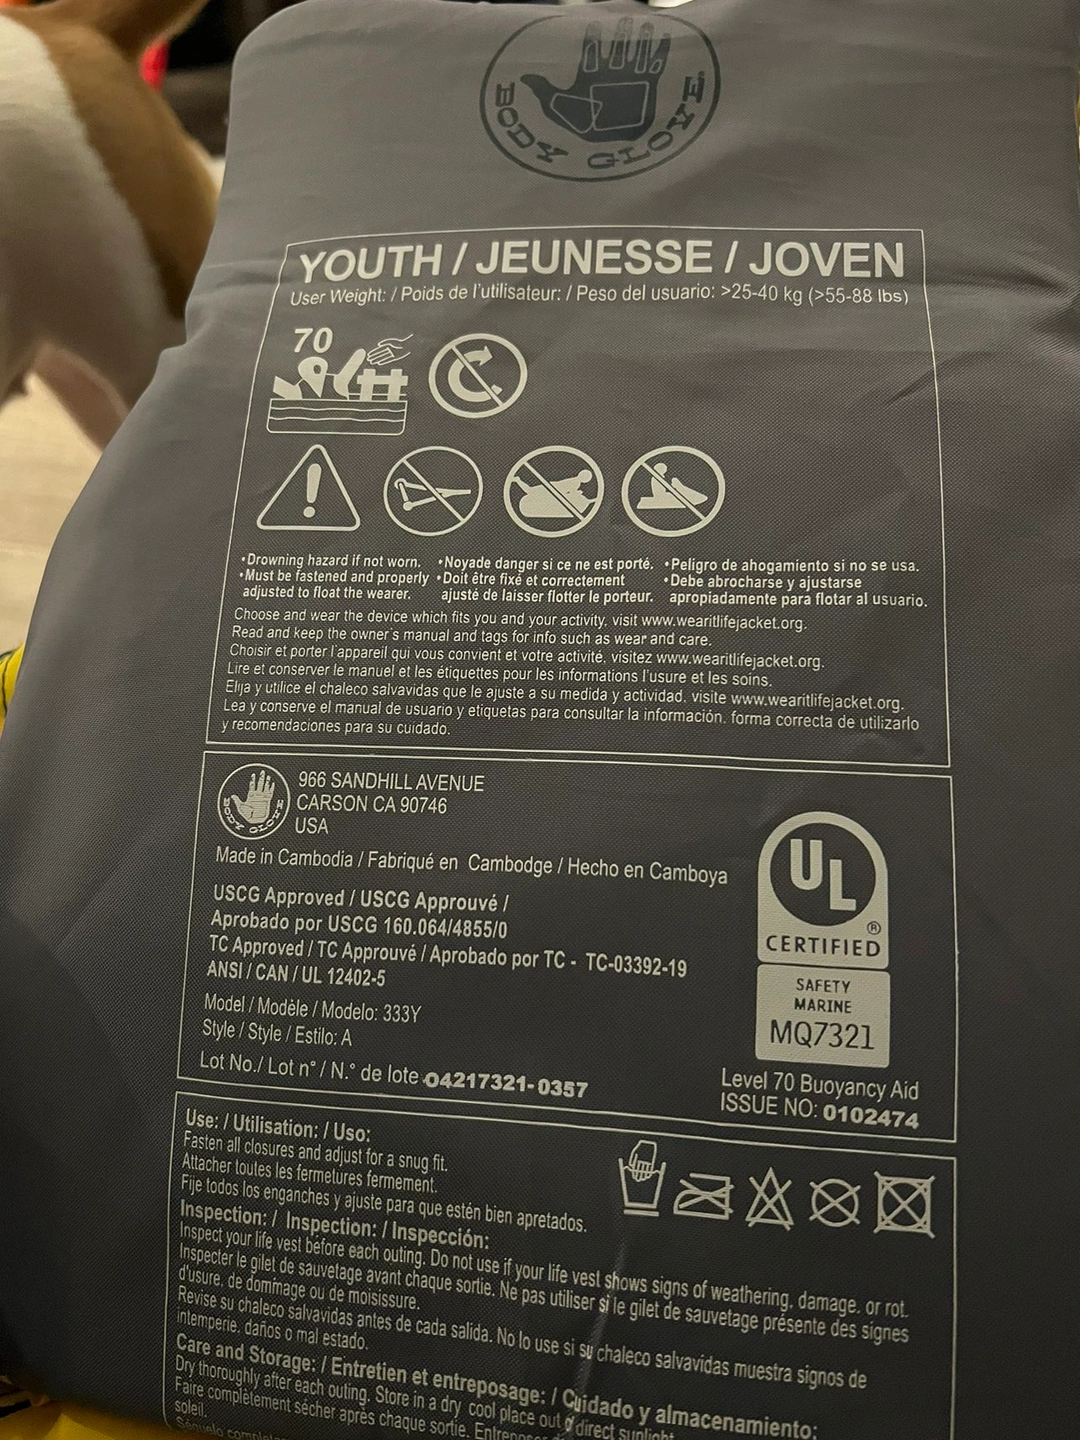 BODY GLOVE.
YOUTH / JEUNESSE / JOVEN
User Weight: / Poids de l'utilisateur: / Peso del usuario: >25-40 kg (>55-88 lbs)
70
•Drowning hazard if not worn.
•Must be fastened and properly
adjusted to float the wearer.
•Noyade danger si ce ne est porté.
•Doit être fixé et correctement
ajusté de laisser flotter le porteur.
•Peligro de ahogamiento si no se usa.
•Debe abrocharse y ajustarse
apropiadamente para flotar al usuario.
Choose and wear the device which fits you and your activity, visit www.wearitlifejacket.org.
Read and keep the owner's manual and tags for info such as wear and care.
Choisir et porter l'appareil qui vous convient et votre activité, visitez www.wearitlifejacket.org.
Lire et conserver le manuel et les étiquettes pour les informations l'usure et les soins.
Elija y utilice el chaleco salvavidas que le ajuste a su medida y actividad, visite www.wearitlifejacket.org.
Lea y conserve el manual de usuario y etiquetas para consultar la información, forma correcta de utilizarlo
y recomendaciones para su cuidado.
BODY GLOVE
966 SANDHILL AVENUE
CARSON CA 90746
USA
Made in Cambodia / Fabriqué en Cambodge / Hecho en Camboya
USCG Approved / USCG Approuvé /
Aprobado por USCG 160.064/4855/0
TC Approved / TC Approuvé / Aprobado por TC - TC-03392-19
ANSI / CAN / UL 12402-5
Model / Modèle / Modelo: 333Y
Style / Style / Estilo: A
Lot No./ Lot n° / N.° de lote 04217321-0357
UL ®
CERTIFIED
SAFETY
MARINE
MQ7321
Level 70 Buoyancy Aid
ISSUE NO: 0102474
Use: / Utilisation: / Uso:
Fasten all closures and adjust for a snug fit.
Attacher toutes les fermetures fermement.
Fije todos los enganches y ajuste para que estén bien apretados.
Inspection: / Inspection: / Inspección:
Inspect your life vest before each outing. Do not use if your life vest shows signs of weathering, damage, or rot.
Inspecter le gilet de sauvetage avant chaque sortie. Ne pas utiliser si le gilet de sauvetage présente des signes
d'usure, de dommage ou de moisissure.
Revise su chaleco salvavidas antes de cada salida. No lo use si su chaleco salvavidas muestra signos de
intemperie, daños o mal estado.
Care and Storage: / Entretien et entreposage: / Cuidado y almacenamiento:
Dry thoroughly after each outing. Store in a dry cool place out of direct sunlight.
Faire complètement sécher après chaque sortie.
soleil.